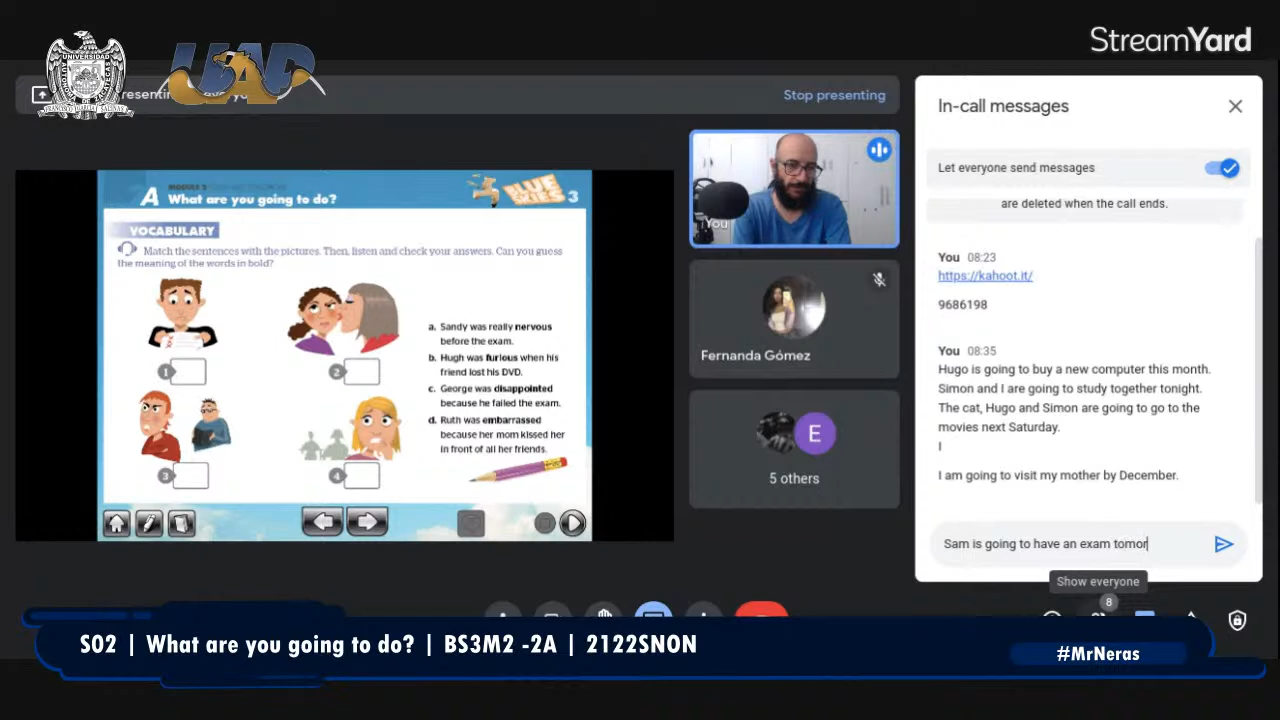 StreamYard
UNIVERSIDAD
UAP
Stop presenting
A What are you going to do?
BLUE
SKIES 3
VOCABULARY
Match the sentences with the pictures. Then, listen and check your answers. Can you guess
the meaning of the words in bold?
1
2
a. Sandy was really nervous
before the exam.
b. Hugh was furious when his
friend lost his DVD.
c. George was disappointed
because he failed the exam.
d. Ruth was embarrassed
because her mom kissed her
in front of all her friends.
3
4
You
Fernanda Gómez
E
5 others
In-call messages
Let everyone send messages
are deleted when the call ends.
You 08:23
https://kahoot.it/
9686198
You 08:35
Hugo is going to buy a new computer this month.
Simon and I are going to study together tonight.
The cat, Hugo and Simon are going to go to the
movies next Saturday.
I
I am going to visit my mother by December.
Sam is going to have an exam tomor
Show everyone
8
S02 | What are you going to do? | BS3M2 -2A | 2122SNON
#MrNeras